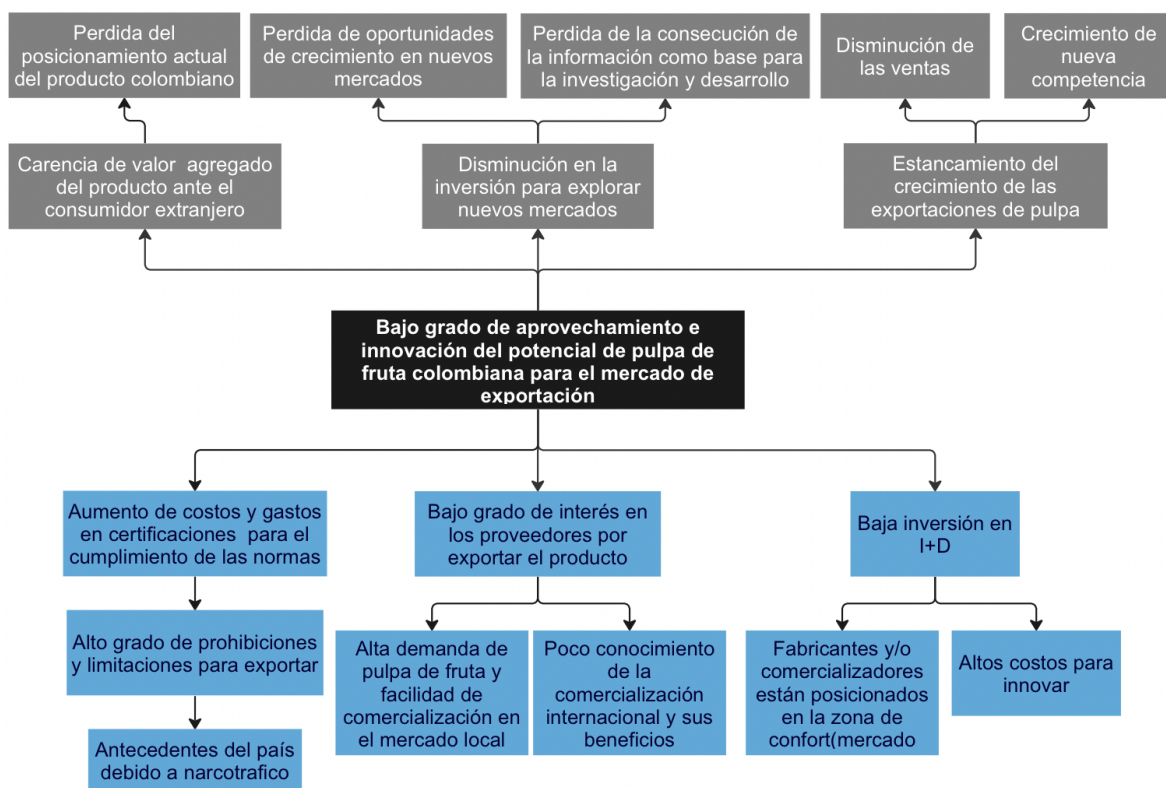 Perdida del
posicionamiento actual
del producto colombiano
Perdida de oportunidades
de crecimiento en nuevos
mercados
Perdida de la consecución de
la información como base para
la investigación y desarrollo
Disminución de
las ventas
Crecimiento de
nueva
competencia
Carencia de valor agregado
del producto ante el
consumidor extranjero
Disminución en la
inversión para explorar
nuevos mercados
Estancamiento del
crecimiento de las
exportaciones de pulpa
Bajo grado de aprovechamiento e
innovación del potencial de pulpa de
fruta colombiana para el mercado de
exportación
Aumento de costos y gastos
en certificaciones para el
cumplimiento de las normas
Bajo grado de interés en
los proveedores por
exportar el producto
Baja inversión en
I+D
Alto grado de prohibiciones
y limitaciones para exportar
Alta demanda de
pulpa de fruta y
facilidad de
comercialización en
el mercado local
Poco conocimiento
de la
comercialización
internacional y sus
beneficios
Fabricantes y/o
comercializadores
están posicionados
en la zona de
confort(mercado
Altos costos para
innovar
Antecedentes del país
debido a narcotrafico